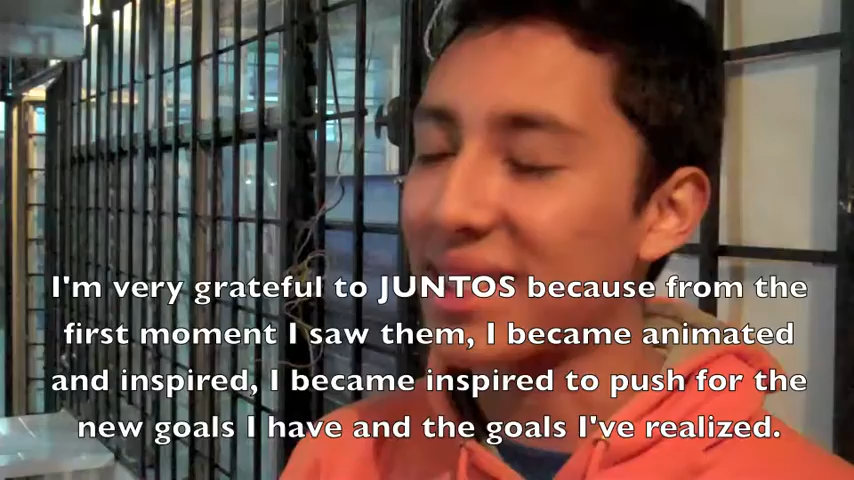 I'm very grateful to JUNTOS because from the
first moment I saw them, I became animated
and inspired, I became inspired to push for the
new goals I have and the goals I've realized.